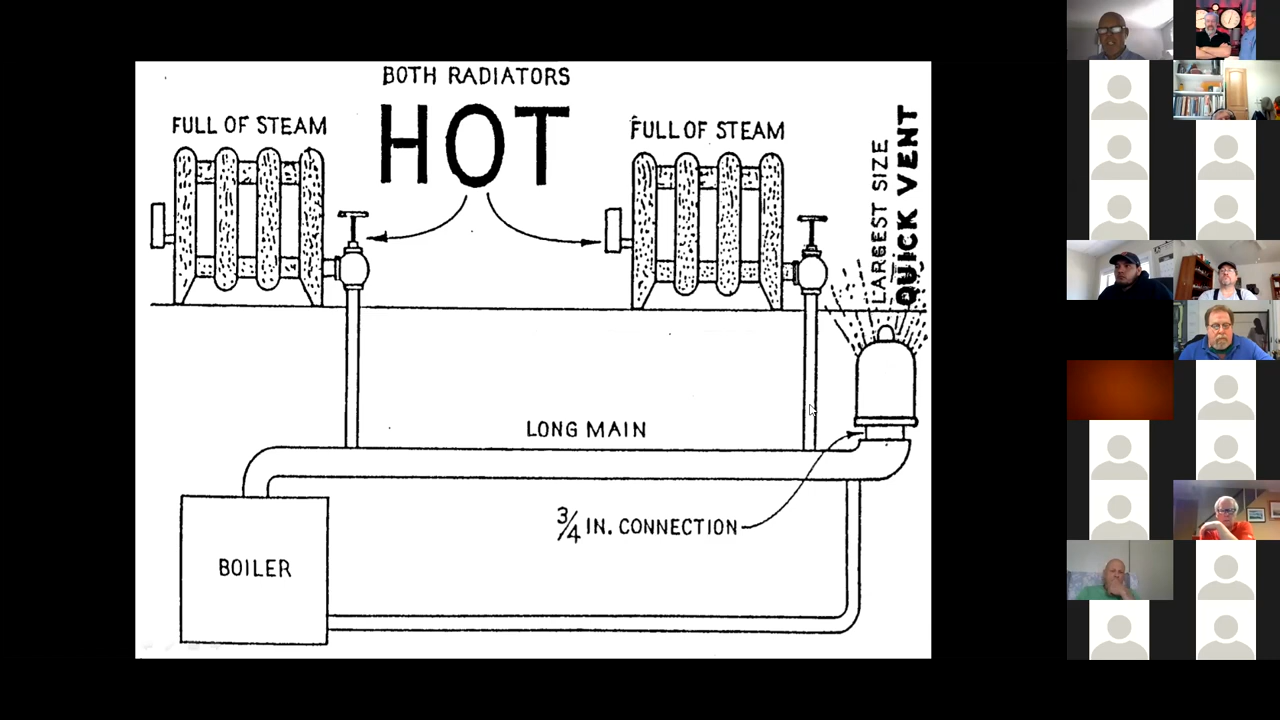 BOTH RADIATORS
HOT
FULL OF STEAM
FULL OF STEAM
LARGEST SIZE
QUICK VENT
LONG MAIN
3/4 IN. CONNECTION
BOILER